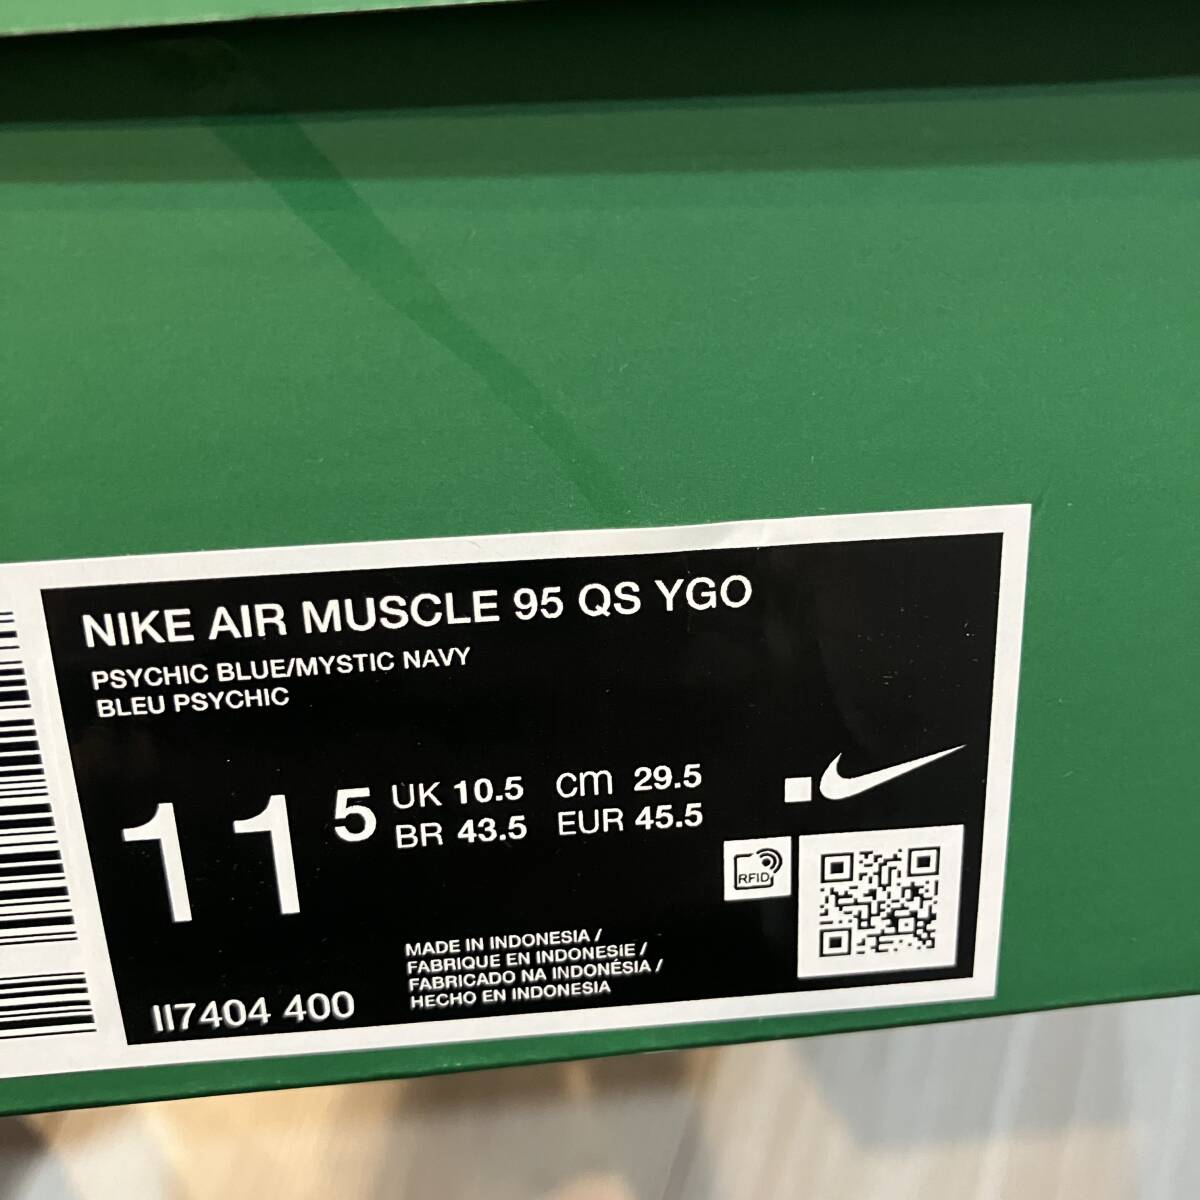 NIKE AIR MUSCLE 95 QS YGO
PSYCHIC BLUE/MYSTIC NAVY
BLEU PSYCHIC
11 5
UK 10.5 cm 29.5
BR 43.5 EUR 45.5
RFID
MADE IN INDONESIA /
FABRIQUE EN INDONESIE /
FABRICADO NA INDONÉSIA /
HECHO EN INDONESIA
II7404 400